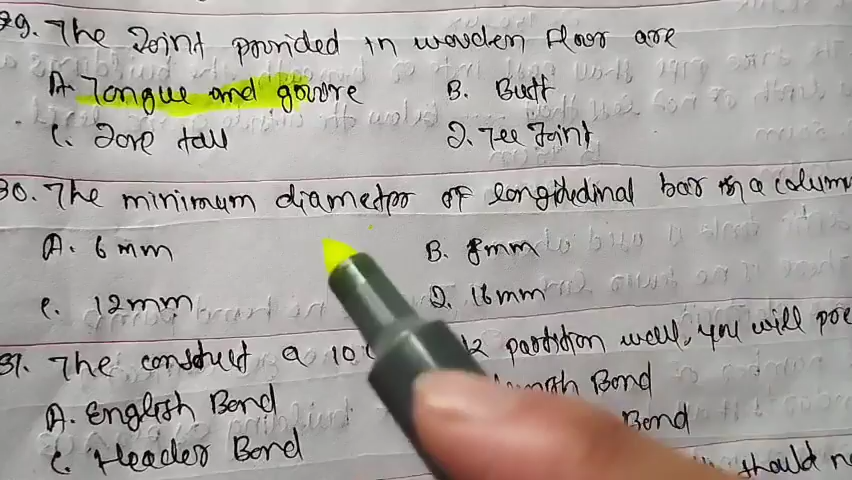 29. The Joint provided in wooden Floor are
A. Tongue and govore
B. Butt
C. Dove tail
D. Tee Joint
30. The minimum diameter of longitudinal bar in a column
A. 6 mm
B. 8mm
C. 12mm
D. 16mm
31. The construct a 10 12 partition wall, you will
A. English Bond
Bond
C. Header Bond
Bond
should